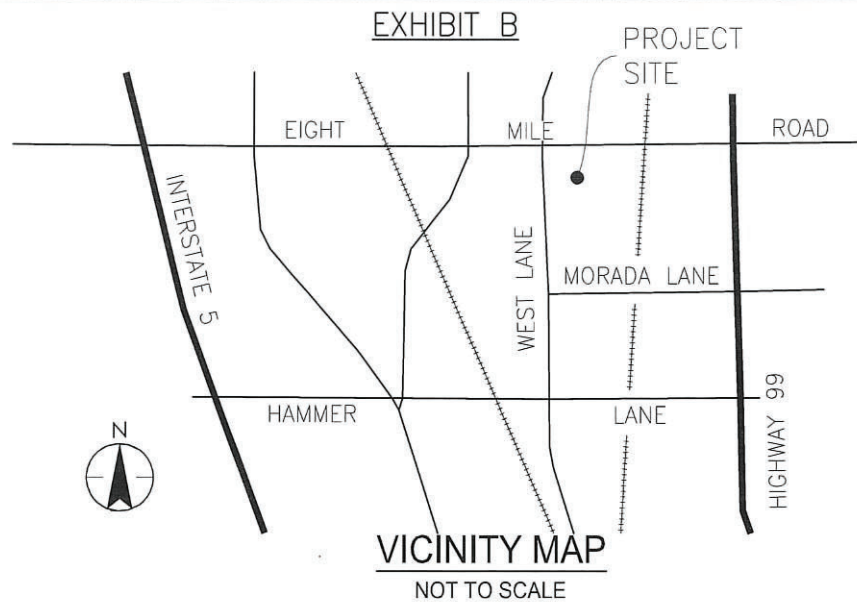 EXHIBIT B
PROJECT
SITE
EIGHT MILE ROAD
INTERSTATE 5
WEST LANE
MORADA LANE
HAMMER LANE
HIGHWAY 99
N
VICINITY MAP
NOT TO SCALE